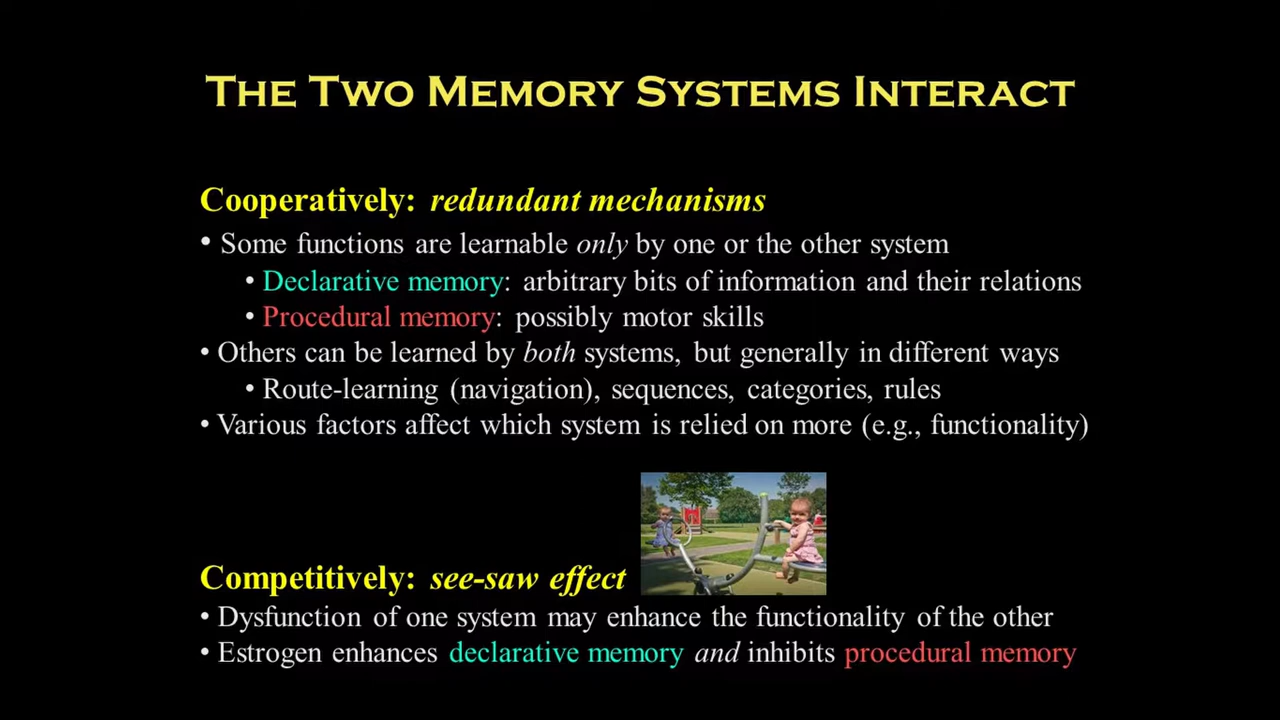 THE TWO MEMORY SYSTEMS INTERACT
Cooperatively: redundant mechanisms
• Some functions are learnable only by one or the other system
• Declarative memory: arbitrary bits of information and their relations
• Procedural memory: possibly motor skills
• Others can be learned by both systems, but generally in different ways
• Route-learning (navigation), sequences, categories, rules
• Various factors affect which system is relied on more (e.g., functionality)
Competitively: see-saw effect
• Dysfunction of one system may enhance the functionality of the other
• Estrogen enhances declarative memory and inhibits procedural memory